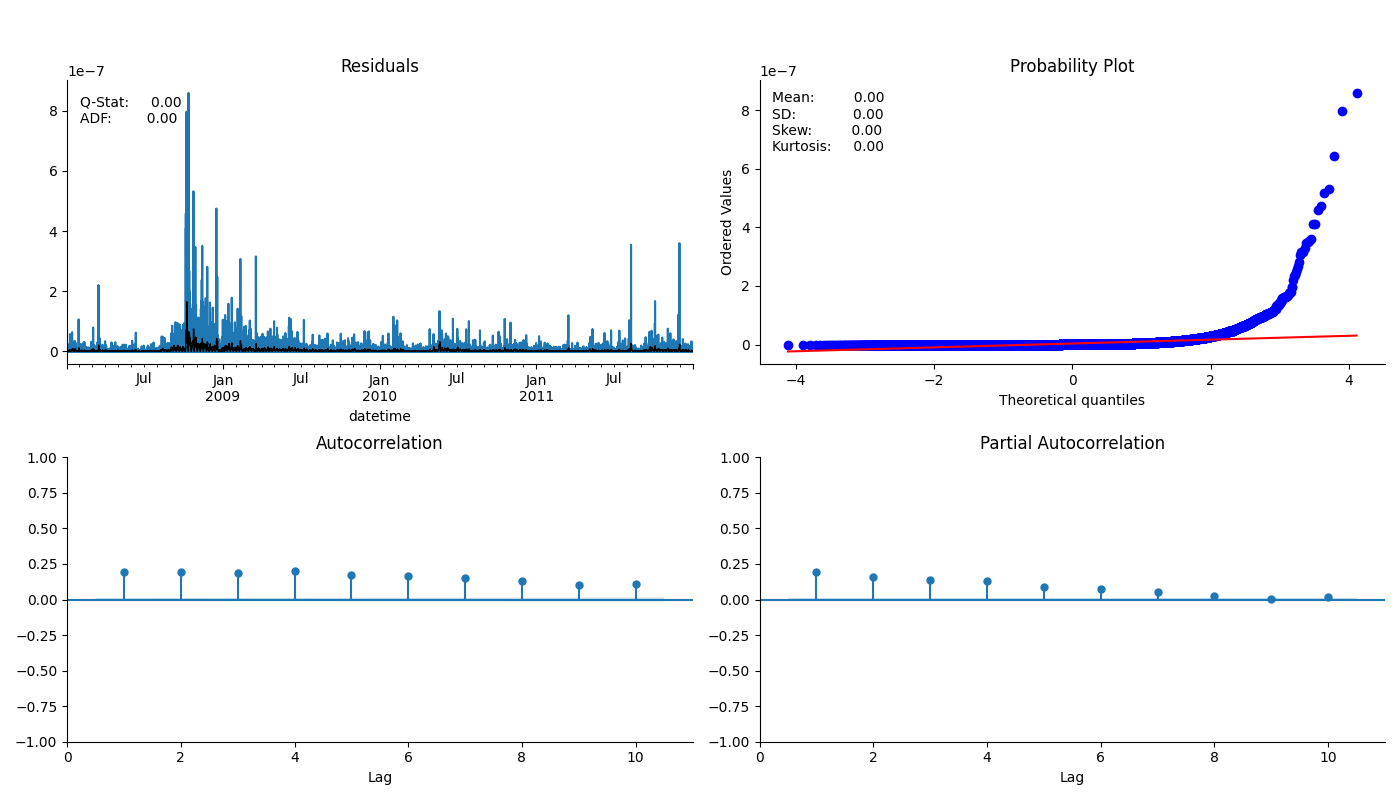 Residuals
1e−7
Q-Stat: 0.00
ADF: 0.00
8
6
4
2
0
Jul Jan Jul Jan Jul Jan Jul
2009 2010 2011
datetime
Probability Plot
1e−7
Mean: 0.00
SD: 0.00
Skew: 0.00
Kurtosis: 0.00
Ordered Values
8
6
4
2
0
−4 −2 0 2 4
Theoretical quantiles
Autocorrelation
1.00
0.75
0.50
0.25
0.00
−0.25
−0.50
−0.75
−1.00
0 2 4 6 8 10
Lag
Partial Autocorrelation
1.00
0.75
0.50
0.25
0.00
−0.25
−0.50
−0.75
−1.00
0 2 4 6 8 10
Lag